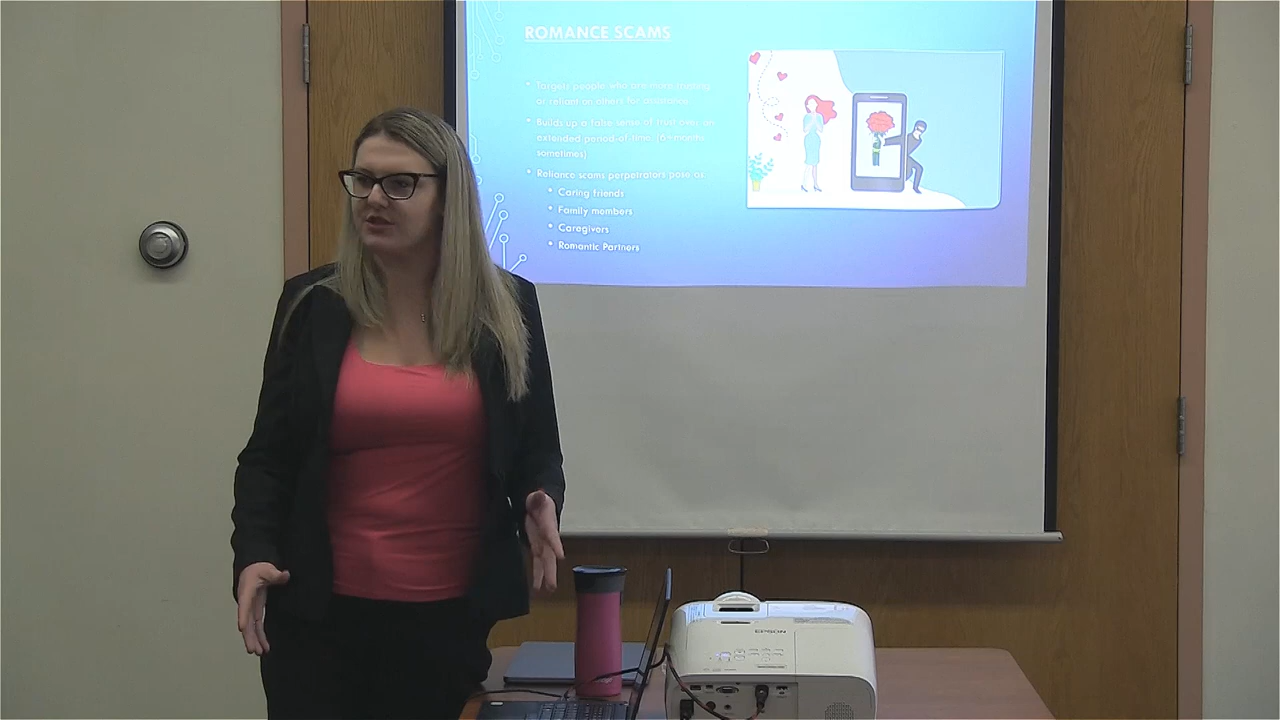 ROMANCE SCAMS
• Targets people who are more trusting
or reliant on others for assistance
• Builds up a false sense of trust over an
extended-period-of-time. (6+ months
sometimes)
• Reliance scams perpetrators pose as
• Caring friends
• Family members
• Caregivers
• Romantic Partners
EPSON